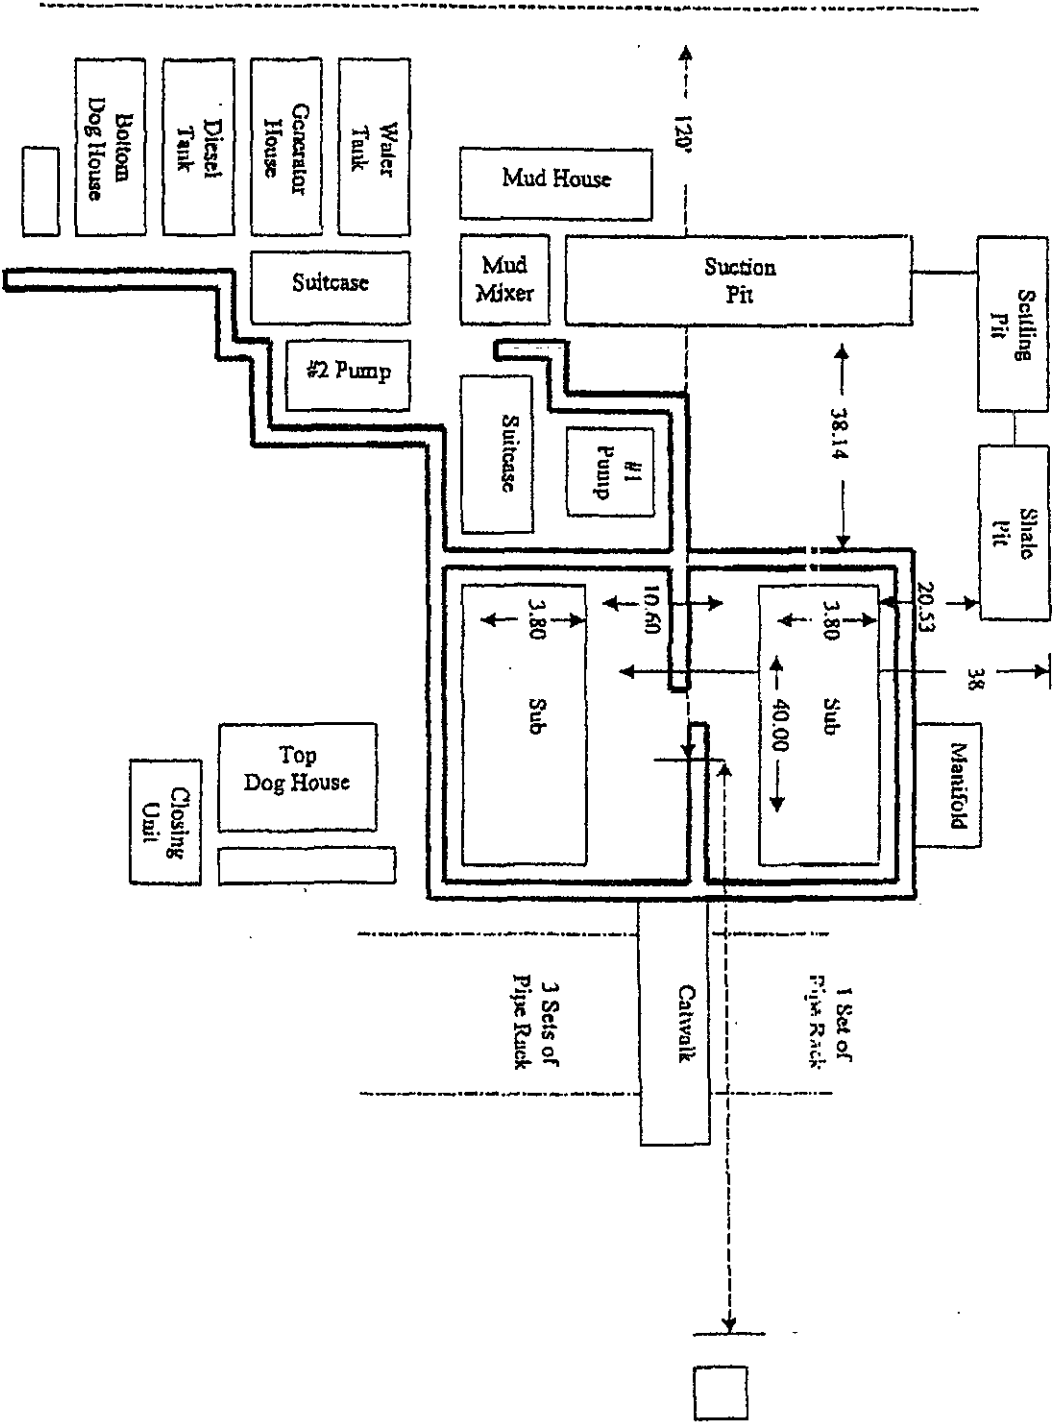 120'
Water
Tank
Generator
House
Diesel
Tank
Bottom
Dog House
Mud House
Mud
Mixer
Suction
Pit
Settling
Pit
Suitcase
#2 Pump
Suitcase
#1
Pump
38.14
Shale
Pit
20.53
10.60
3.80
3.80
38
Sub
Sub
40.00
Manifold
Top
Dog House
Closing
Unit
3 Sets of
Pipe Rack
Catwalk
1 Set of
Pipe Rack